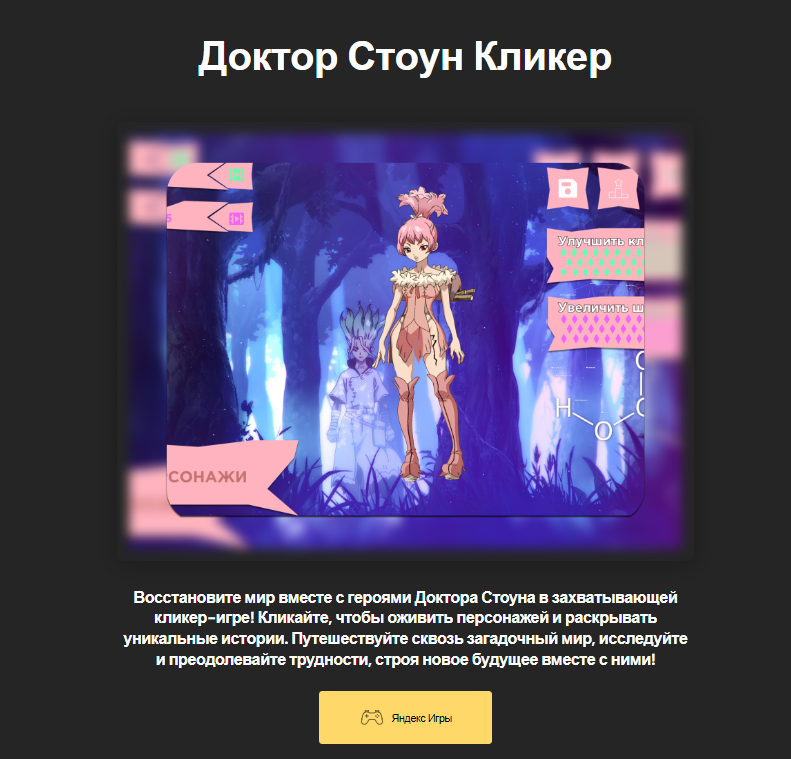 Доктор Стоун Кликер
5
Улучшить кл
Увеличить ш
H
O
СОНАЖИ
Восстановите мир вместе с героями Доктора Стоуна в захватывающей
кликер-игре! Кликайте, чтобы оживить персонажей и раскрывать
уникальные истории. Путешествуйте сквозь загадочный мир, исследуйте
и преодолевайте трудности, строя новое будущее вместе с ними!
Яндекс Игры